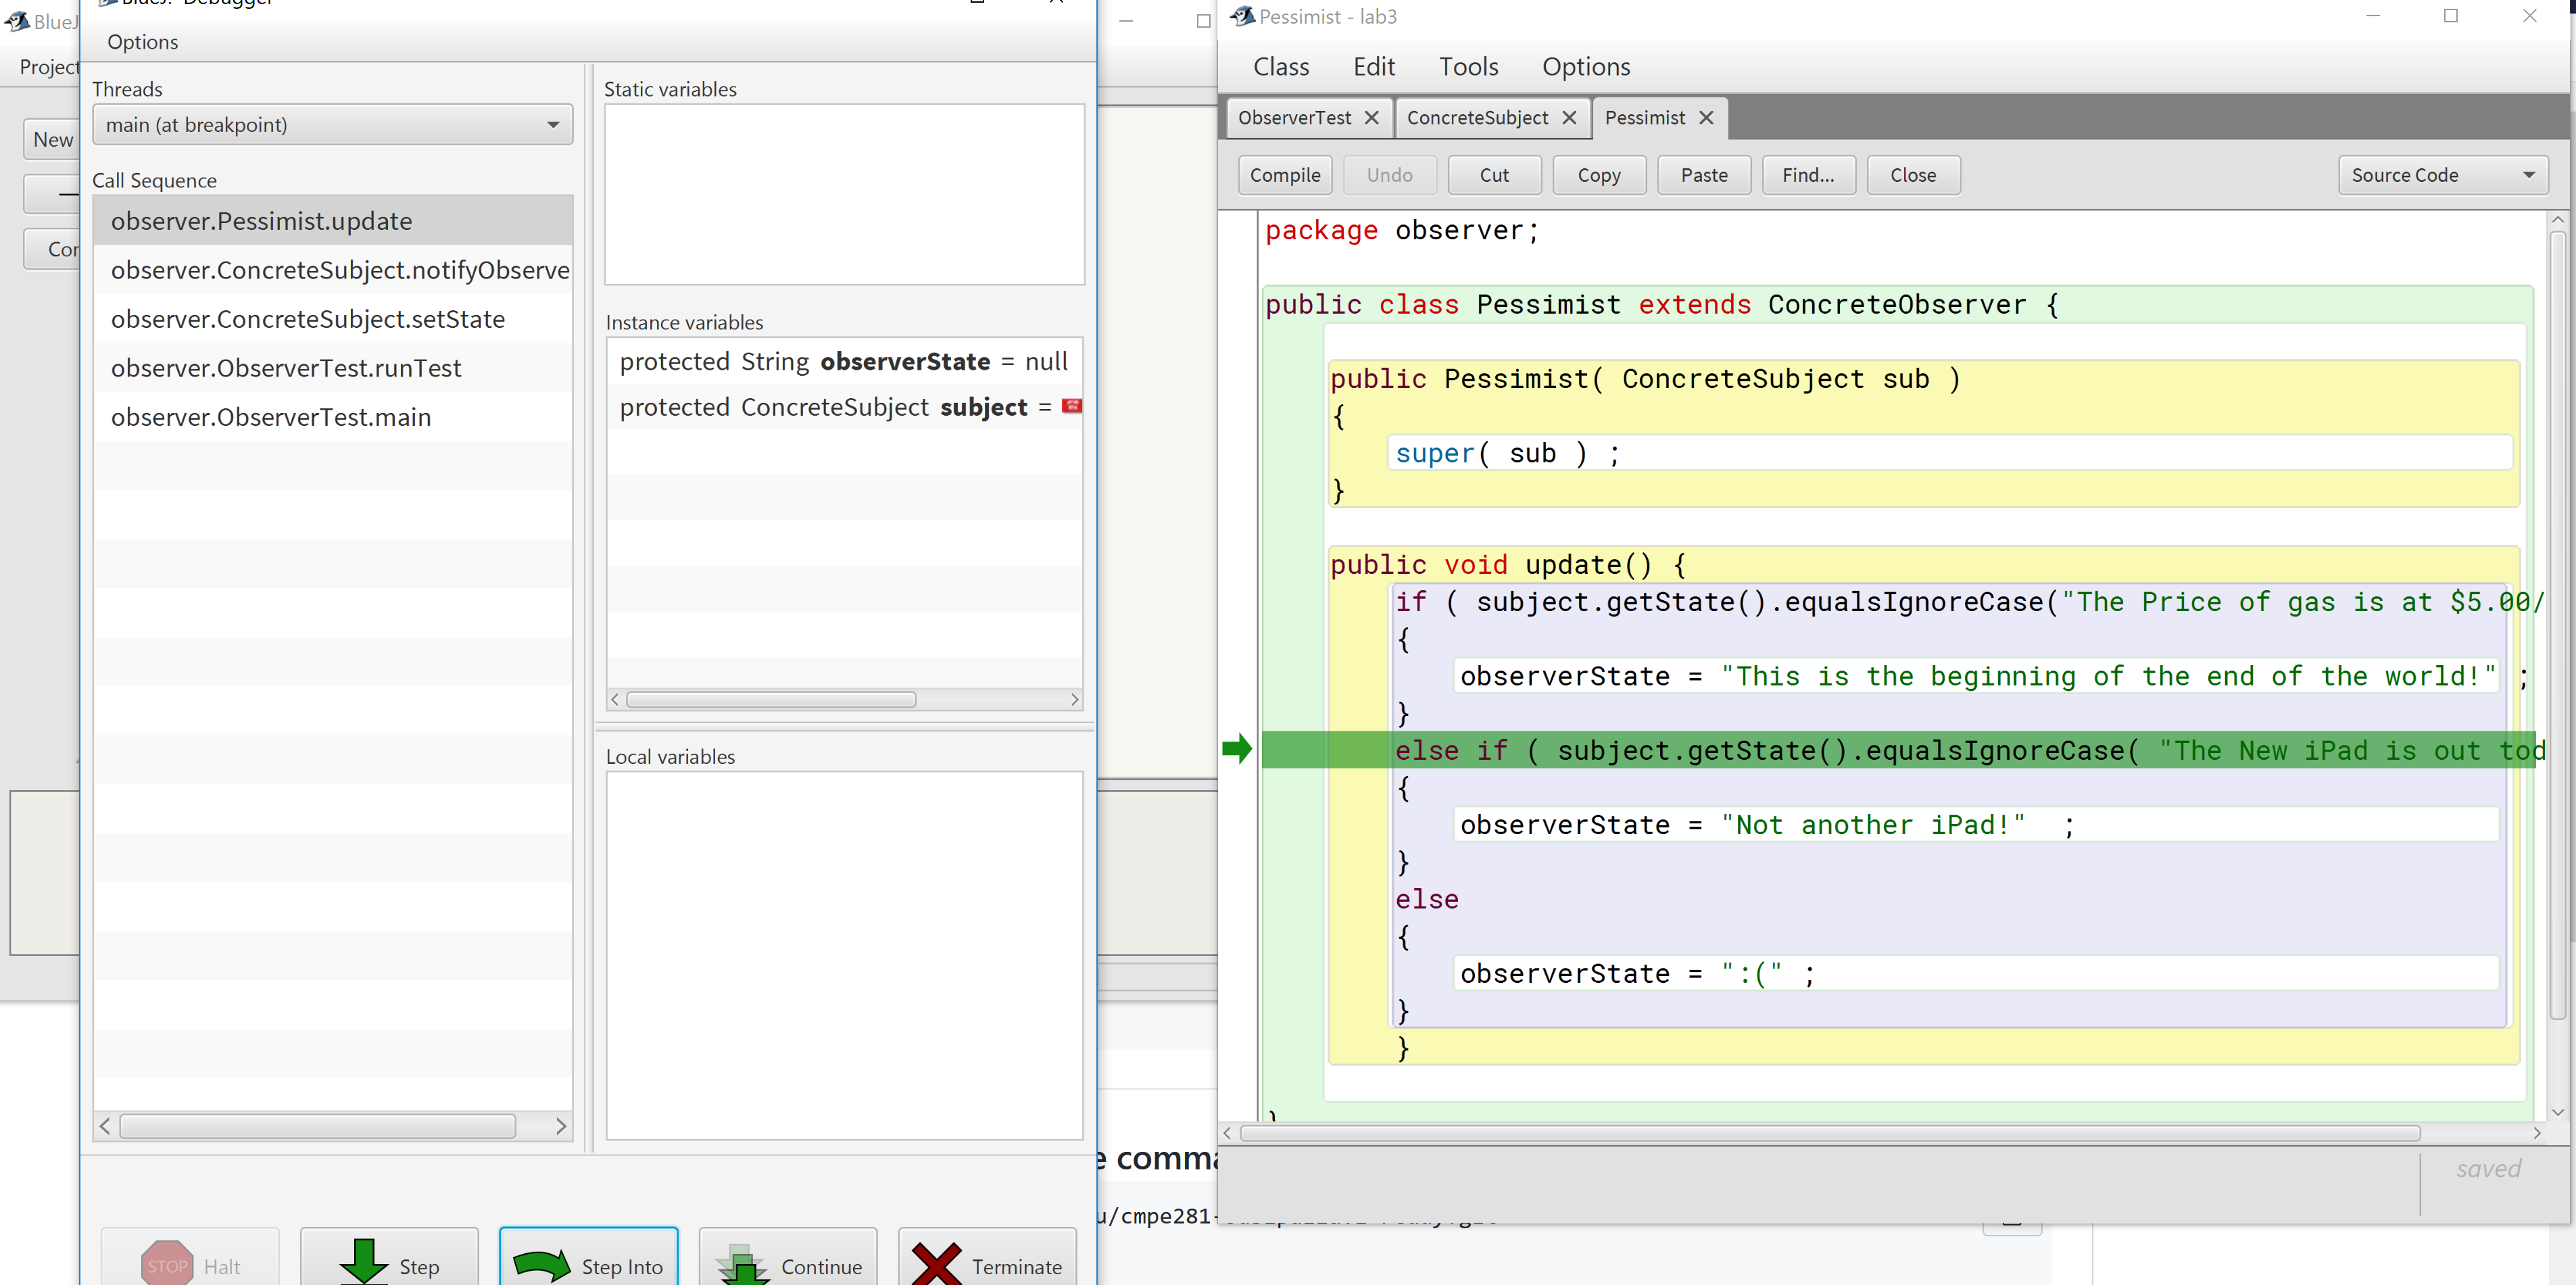 BlueJ
Project
New
Cor
BlueJ: Debugger
Options
Threads
main (at breakpoint)
Call Sequence
observer.Pessimist.update
observer.ConcreteSubject.notifyObserve
observer.ConcreteSubject.setState
observer.ObserverTest.runTest
observer.ObserverTest.main
Static variables
Instance variables
protected String observerState = null
protected ConcreteSubject subject =
Local variables
STOP Halt
Step
Step Into
Continue
Terminate
e comma
u/cmpe281-
Pessimist - lab3
Class Edit Tools Options
ObserverTest ConcreteSubject Pessimist
Compile Undo Cut Copy Paste Find... Close Source Code
package observer;
public class Pessimist extends ConcreteObserver {
public Pessimist( ConcreteSubject sub )
{
super( sub ) ;
}
public void update() {
if ( subject.getState().equalsIgnoreCase("The Price of gas is at $5.00/
{
observerState = "This is the beginning of the end of the world!" ;
}
else if ( subject.getState().equalsIgnoreCase( "The New iPad is out tod
{
observerState = "Not another iPad!" ;
}
else
{
observerState = ":(" ;
}
}
}
saved